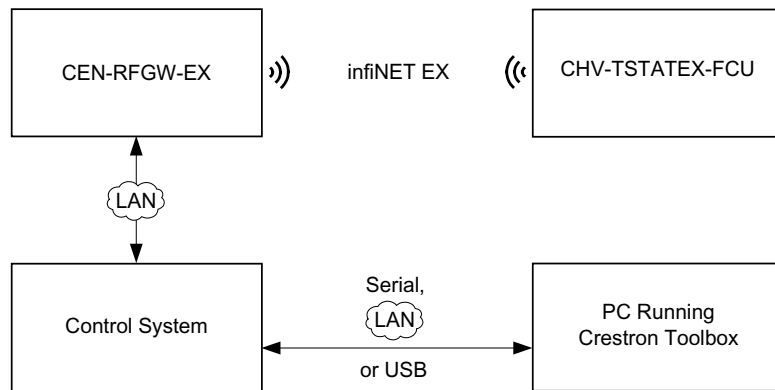 CEN-RFGW-EX
infiNET EX
CHV-TSTATEX-FCU
LAN
Control System
Serial,
LAN
or USB
PC Running
Crestron Toolbox